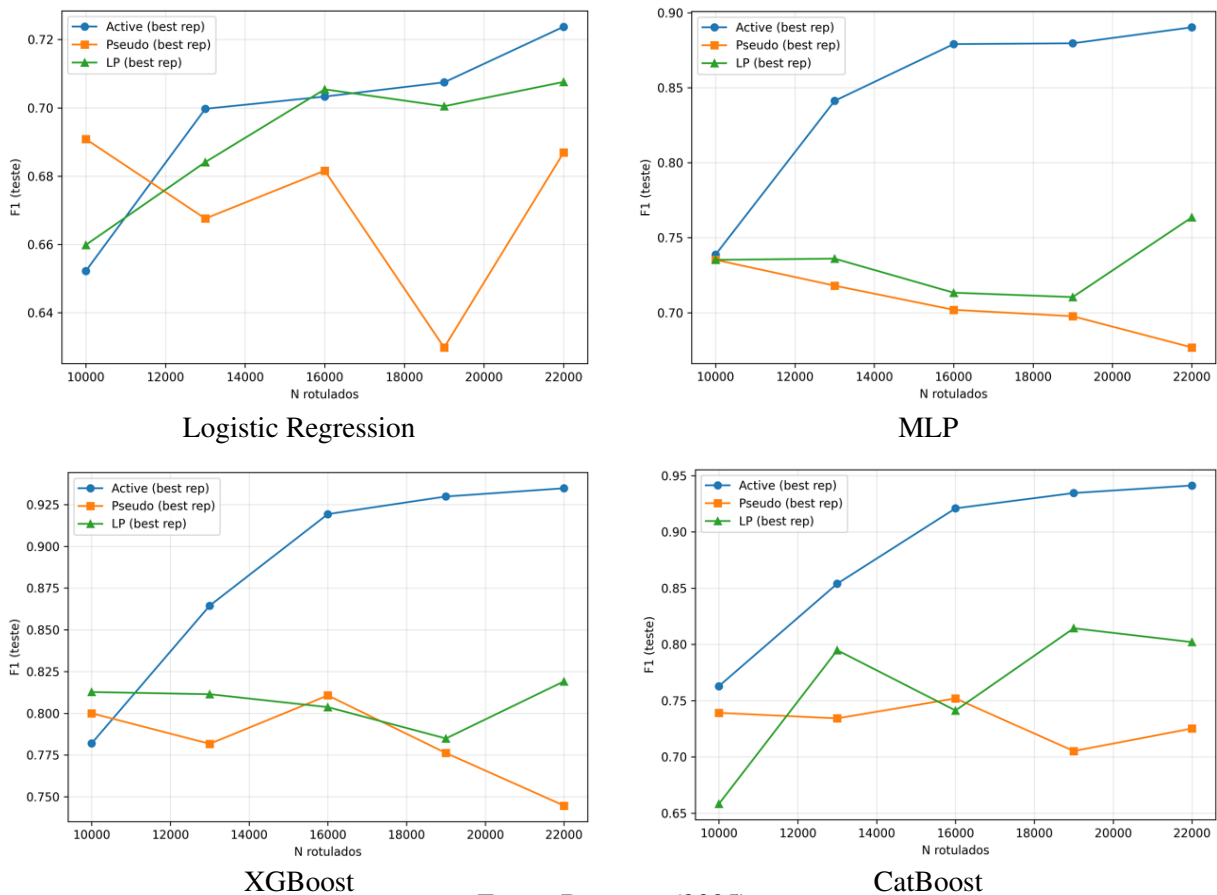 Active (best rep)
Pseudo (best rep)
LP (best rep)
F1 (teste)
0.72
0.70
0.68
0.66
0.64
10000 12000 14000 16000 18000 20000 22000
N rotulados
Logistic Regression
Active (best rep)
Pseudo (best rep)
LP (best rep)
F1 (teste)
0.90
0.85
0.80
0.75
0.70
10000 12000 14000 16000 18000 20000 22000
N rotulados
MLP
Active (best rep)
Pseudo (best rep)
LP (best rep)
F1 (teste)
0.925
0.900
0.875
0.850
0.825
0.800
0.775
0.750
10000 12000 14000 16000 18000 20000 22000
N rotulados
XGBoost
Active (best rep)
Pseudo (best rep)
LP (best rep)
F1 (teste)
0.95
0.90
0.85
0.80
0.75
0.70
0.65
10000 12000 14000 16000 18000 20000 22000
N rotulados
CatBoost